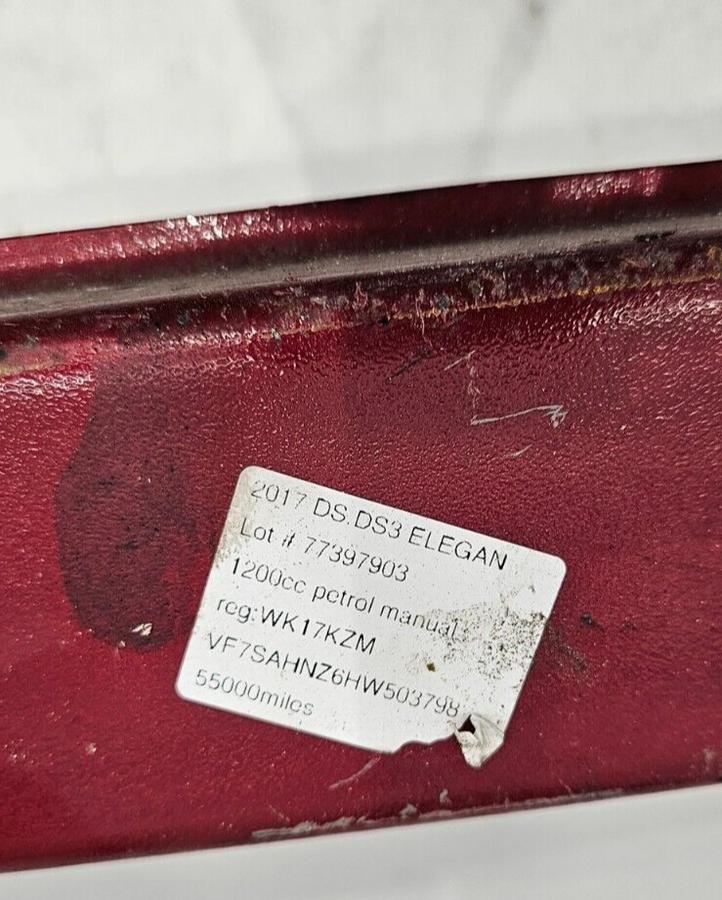 2017 DS.DS3 ELEGAN
Lot # 77397903
1200cc petrol manual
reg:WK17KZM
VF7SAHNZ6HW503798
55000miles